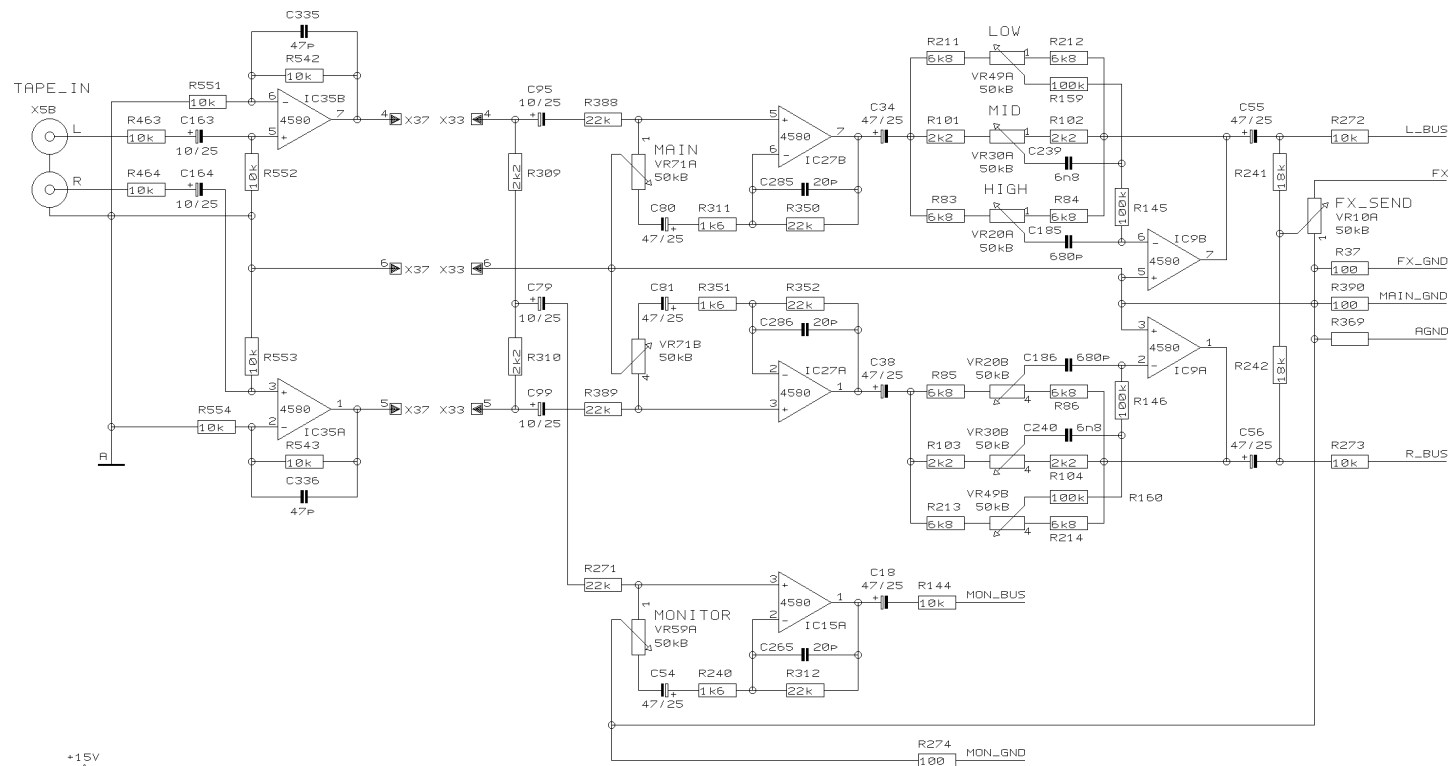 TAPE_IN
X5B
L
R
R463
10k
C163
+
10/25
R464
10k
C164
+
10/25
R551
10k
C335
47p
R542
10k
IC35B
4580
6
5
7
-
+
R552
10k
R553
10k
R554
10k
IC35A
4580
3
2
1
+
-
R543
10k
C336
47p
A
4
X37
X33
4
6
X37
X33
6
5
X37
X33
5
C95
10/25
+
R309
2k2
C79
+
10/25
R310
2k2
C99
+
10/25
R388
22k
R389
22k
1
MAIN
VR71A
50kB
C80
+
47/25
R311
1k6
C285
20p
R350
22k
5
6
4580
7
IC27B
+
-
C81
+
47/25
R351
1k6
R352
22k
C286
20p
VR71B
50kB
4
2
3
4580
IC27A
1
-
+
C34
47/25
+
C38
47/25
+
LOW
R211
6k8
1
R212
6k8
VR49A
50kB
100k
R159
MID
R101
2k2
1
R102
2k2
VR30A
50kB
C239
6n8
HIGH
R83
6k8
1
R84
6k8
VR20A
50kB
C185
680p
100k
R145
IC9B
6
5
4580
7
-
+
3
2
4580
1
IC9A
+
-
VR20B
50kB
C186
680p
R85
6k8
4
R86
6k8
100k
R146
VR30B
50kB
C240
6n8
R103
2k2
4
2k2
R104
VR49B
50kB
100k
R160
R213
6k8
4
6k8
R214
C55
47/25
+
R272
10k
L_BUS
R241
18k
FX
FX_SEND
VR10A
50kB
1
R37
100
FX_GND
R390
100
MAIN_GND
R369
AGND
R242
18k
C56
47/25
+
R273
10k
R_BUS
R271
22k
1
MONITOR
VR59A
50kB
C54
+
47/25
R240
1k6
R312
22k
C265
20p
3
2
4580
1
IC15A
+
-
C18
47/25
+
R144
10k
MON_BUS
R274
100
MON_GND
+15V